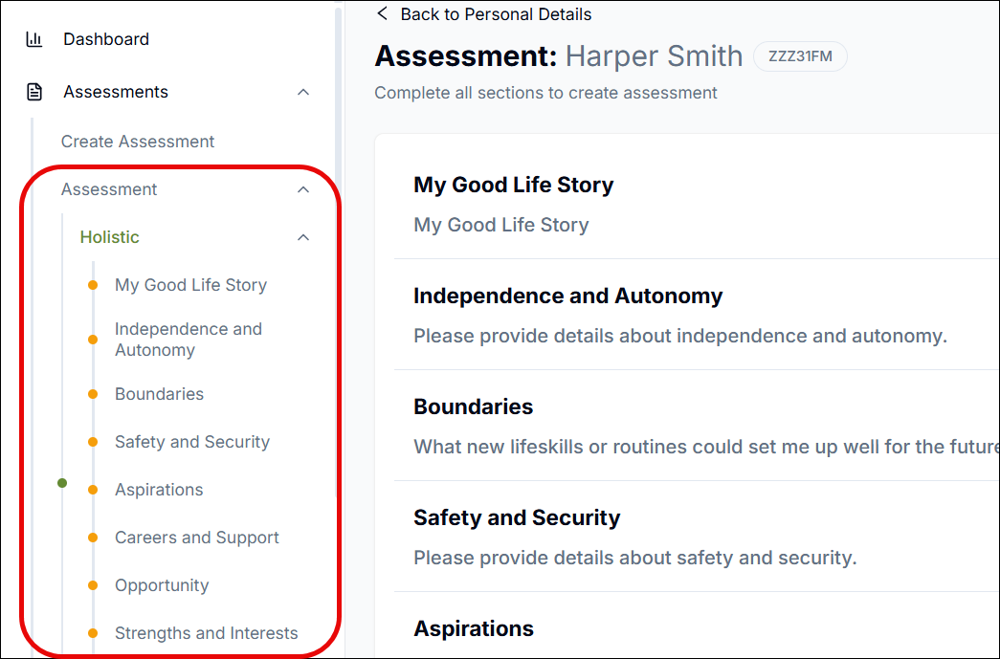 Dashboard
Assessments
Create Assessment
Assessment
Holistic
My Good Life Story
Independence and
Autonomy
Boundaries
Safety and Security
Aspirations
Careers and Support
Opportunity
Strengths and Interests
Back to Personal Details
Assessment: Harper Smith ZZZ31FM
Complete all sections to create assessment
My Good Life Story
My Good Life Story
Independence and Autonomy
Please provide details about independence and autonomy.
Boundaries
What new lifeskills or routines could set me up well for the future
Safety and Security
Please provide details about safety and security.
Aspirations